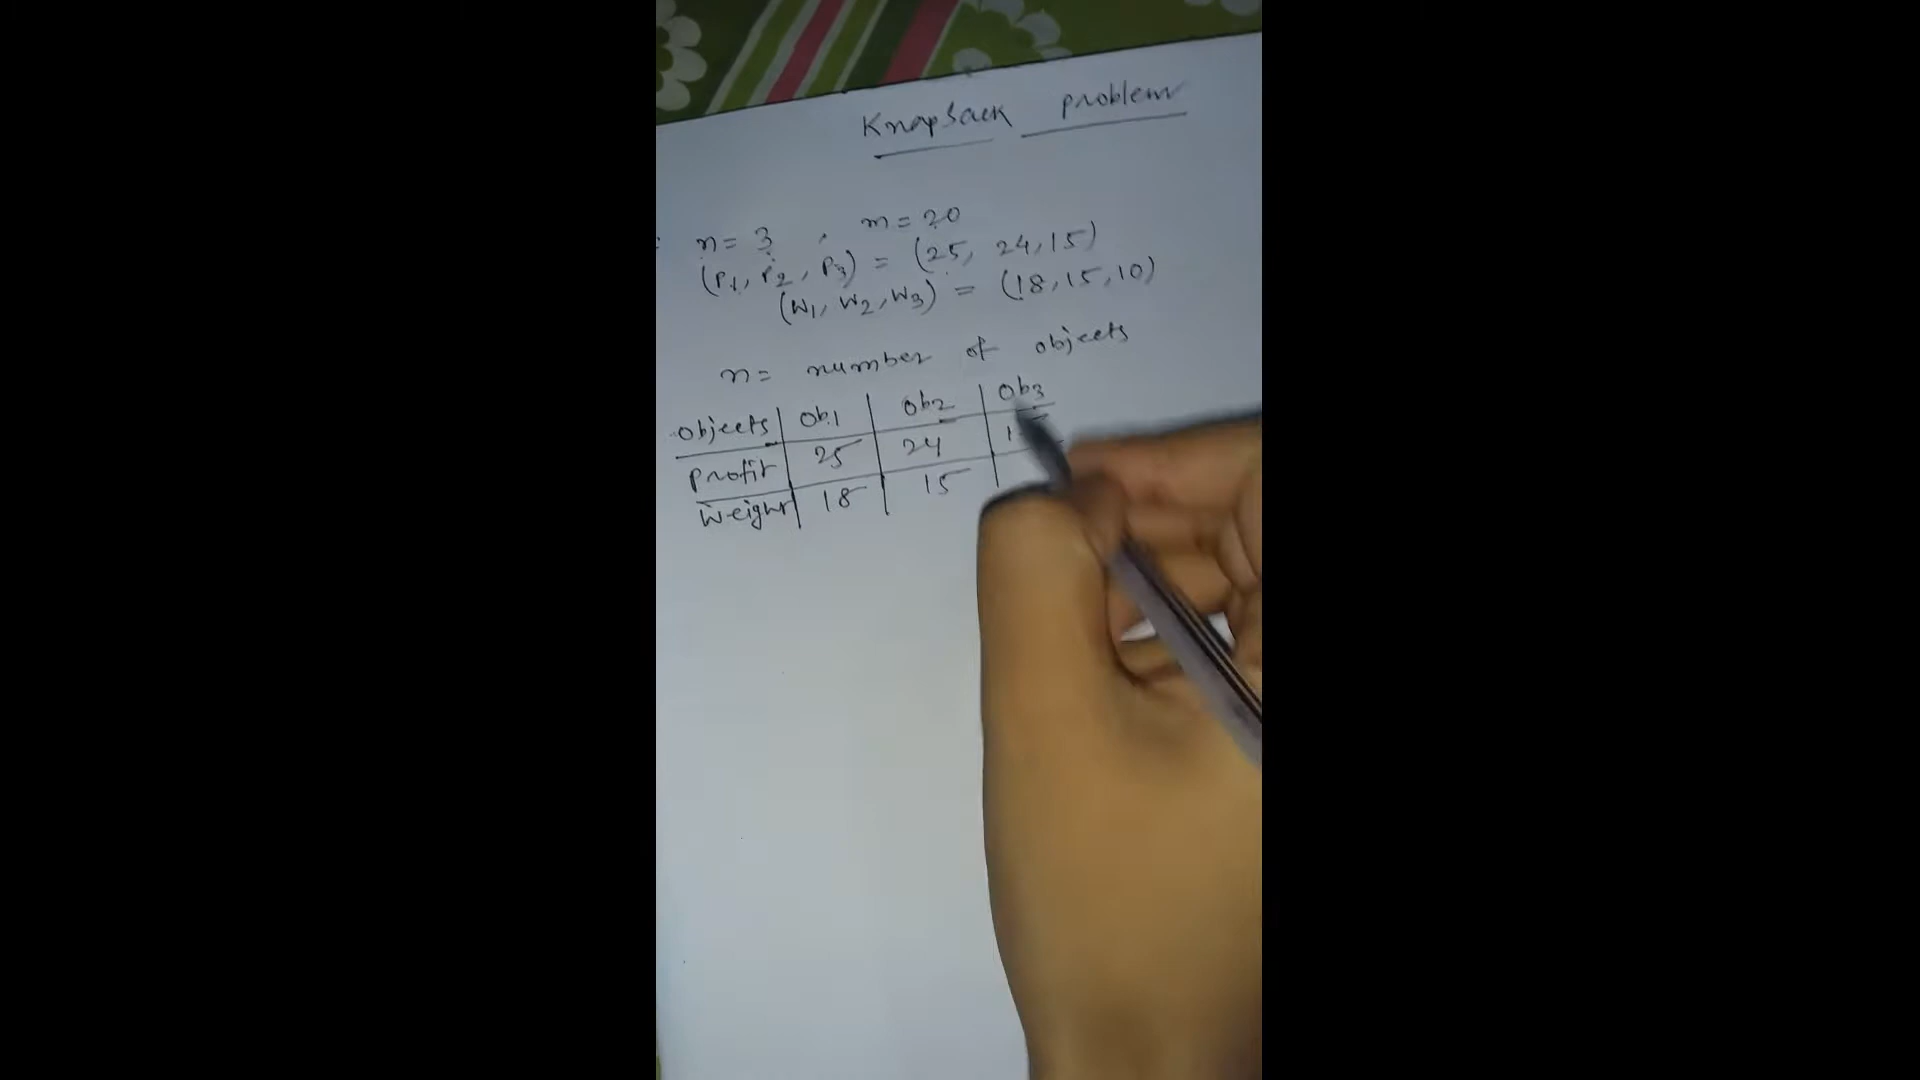 Knapsack problem
n= 3 , m= 20
(P1, P2, P3) = (25, 24, 15)
(W1, W2, W3) = (18, 15, 10)
n= number of objects
objects Ob1 Ob2 Ob3
profit 25 24
weight 18 15